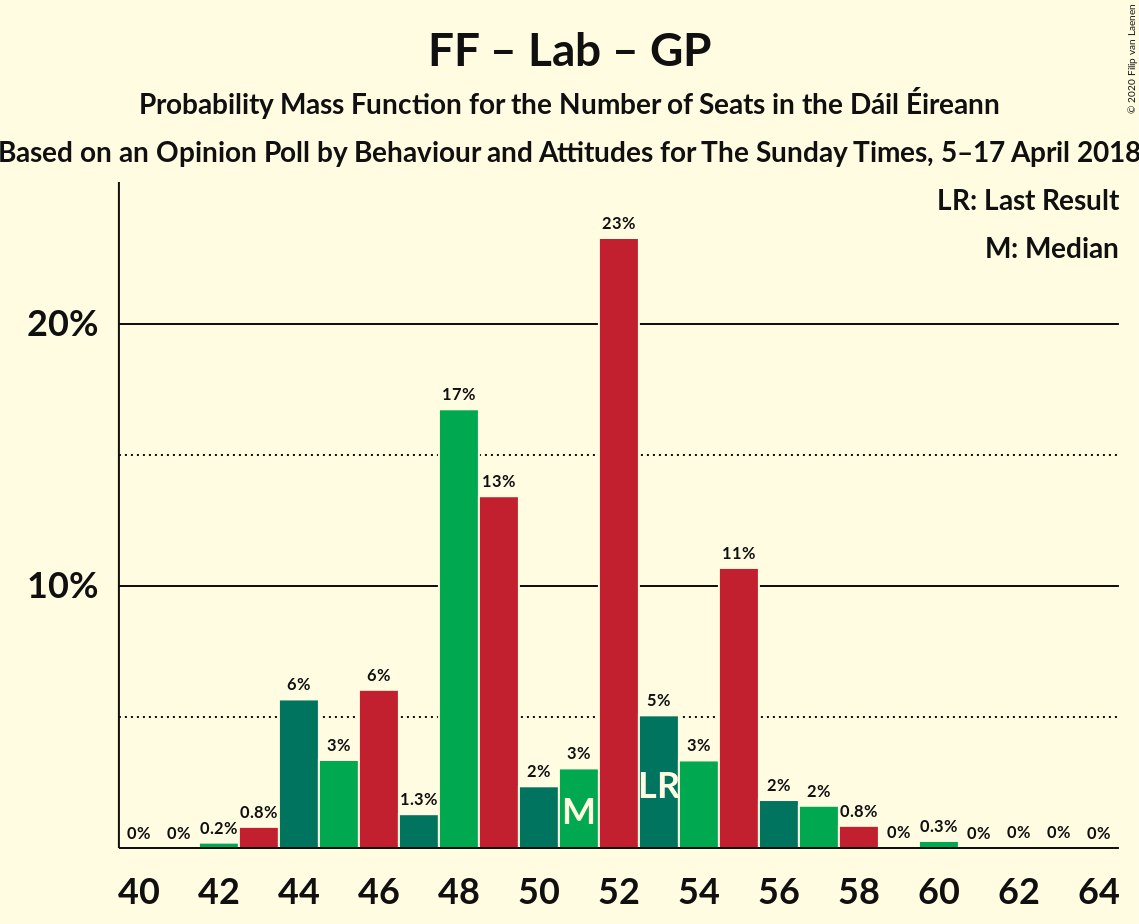 FF – Lab – GP
Probability Mass Function for the Number of Seats in the Dáil Éireann
Based on an Opinion Poll by Behaviour and Attitudes for The Sunday Times, 5–17 April 2018
© 2020 Filip van Laenen
LR: Last Result
M: Median
20%
10%
0% 0% 0.2% 0.8% 6% 3% 6% 1.3% 17% 13% 2% 3% 23% 5% 3% 11% 2% 2% 0.8% 0% 0.3% 0% 0% 0% 0%
M LR
40 42 44 46 48 50 52 54 56 58 60 62 64